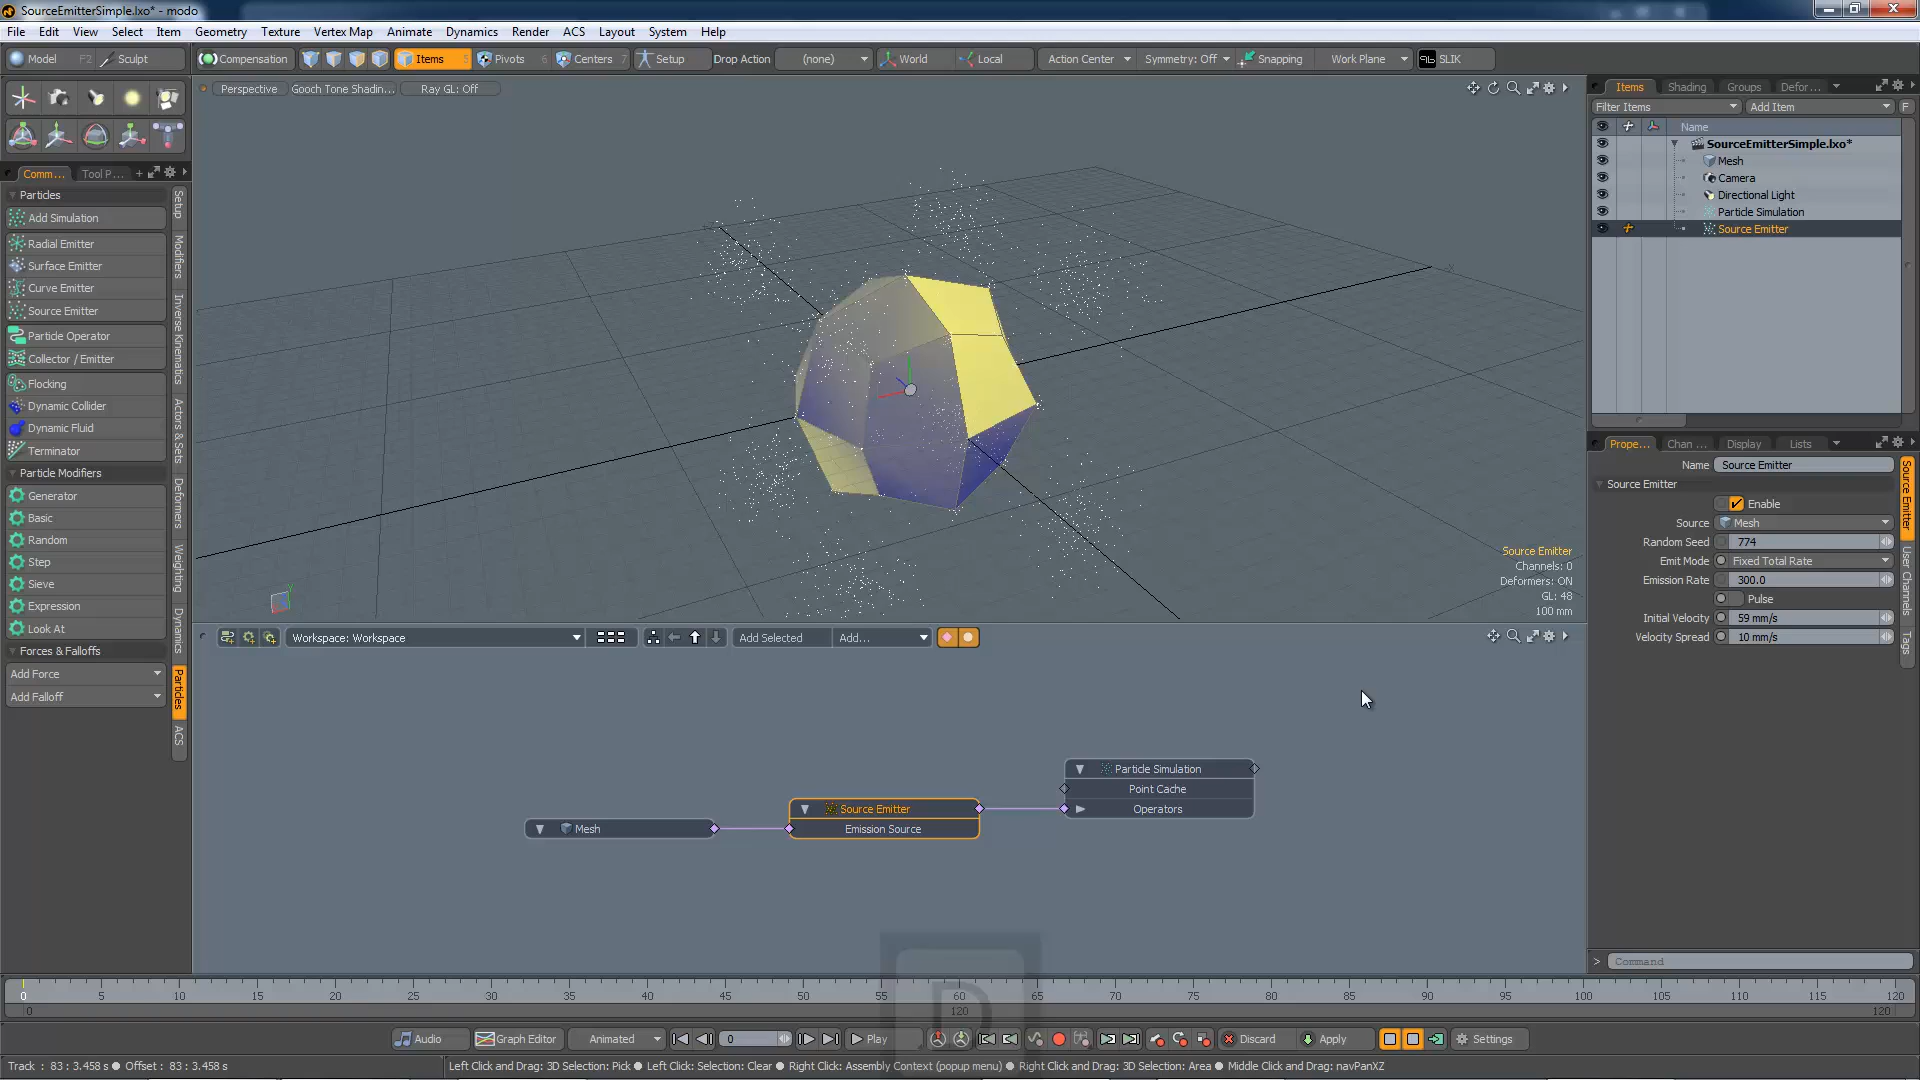 SourceEmitterSimple.lxo* - modo
File Edit View Select Item Geometry Texture Vertex Map Animate Dynamics Render ACS Layout System Help
Model F2 Sculpt Compensation Items 5 Pivots 6 Centers 7 Setup Drop Action (none) World Local Action Center Symmetry: Off Snapping Work Plane SLIK
Perspective Gooch Tone Shadin... Ray GL: Off
Comm... Tool P... +
Particles
Add Simulation
Radial Emitter
Surface Emitter
Curve Emitter
Source Emitter
Particle Operator
Collector / Emitter
Flocking
Dynamic Collider
Dynamic Fluid
Terminator
Particle Modifiers
Generator
Basic
Random
Step
Sieve
Expression
Look At
Forces & Falloffs
Add Force
Add Falloff
Setup
Modifiers
Inverse Kinematics
Actors & Sets
Deformers
Weighting
Dynamics
Particles
ACS
Source Emitter
Channels: 0
Deformers: ON
GL: 48
100 mm
Workspace: Workspace Add Selected Add...
Mesh
Source Emitter
Emission Source
Particle Simulation
Point Cache
Operators
Items Shading Groups Defor...
Filter Items Add Item F
Name
SourceEmitterSimple.lxo*
Mesh
Camera
Directional Light
Particle Simulation
Source Emitter
Prope... Chan ... Display Lists
Name Source Emitter
Source Emitter
Enable
Source Mesh
Random Seed 774
Emit Mode Fixed Total Rate
Emission Rate 300.0
Pulse
Initial Velocity 59 mm/s
Velocity Spread 10 mm/s
Source Emitter
User Channels
Tags
> Command
D
0 5 10 15 20 25 30 35 40 45 50 55 60 65 70 75 80 85 90 95 100 105 110 115 120
0 120 120
Audio Graph Editor Animated 0 Play Discard Apply Settings
Track : 83 : 3.458 s Offset : 83 : 3.458 s Left Click and Drag: 3D Selection: Pick Left Click: Selection: Clear Right Click: Assembly Context (popup menu) Right Click and Drag: 3D Selection: Area Middle Click and Drag: navPanXZ